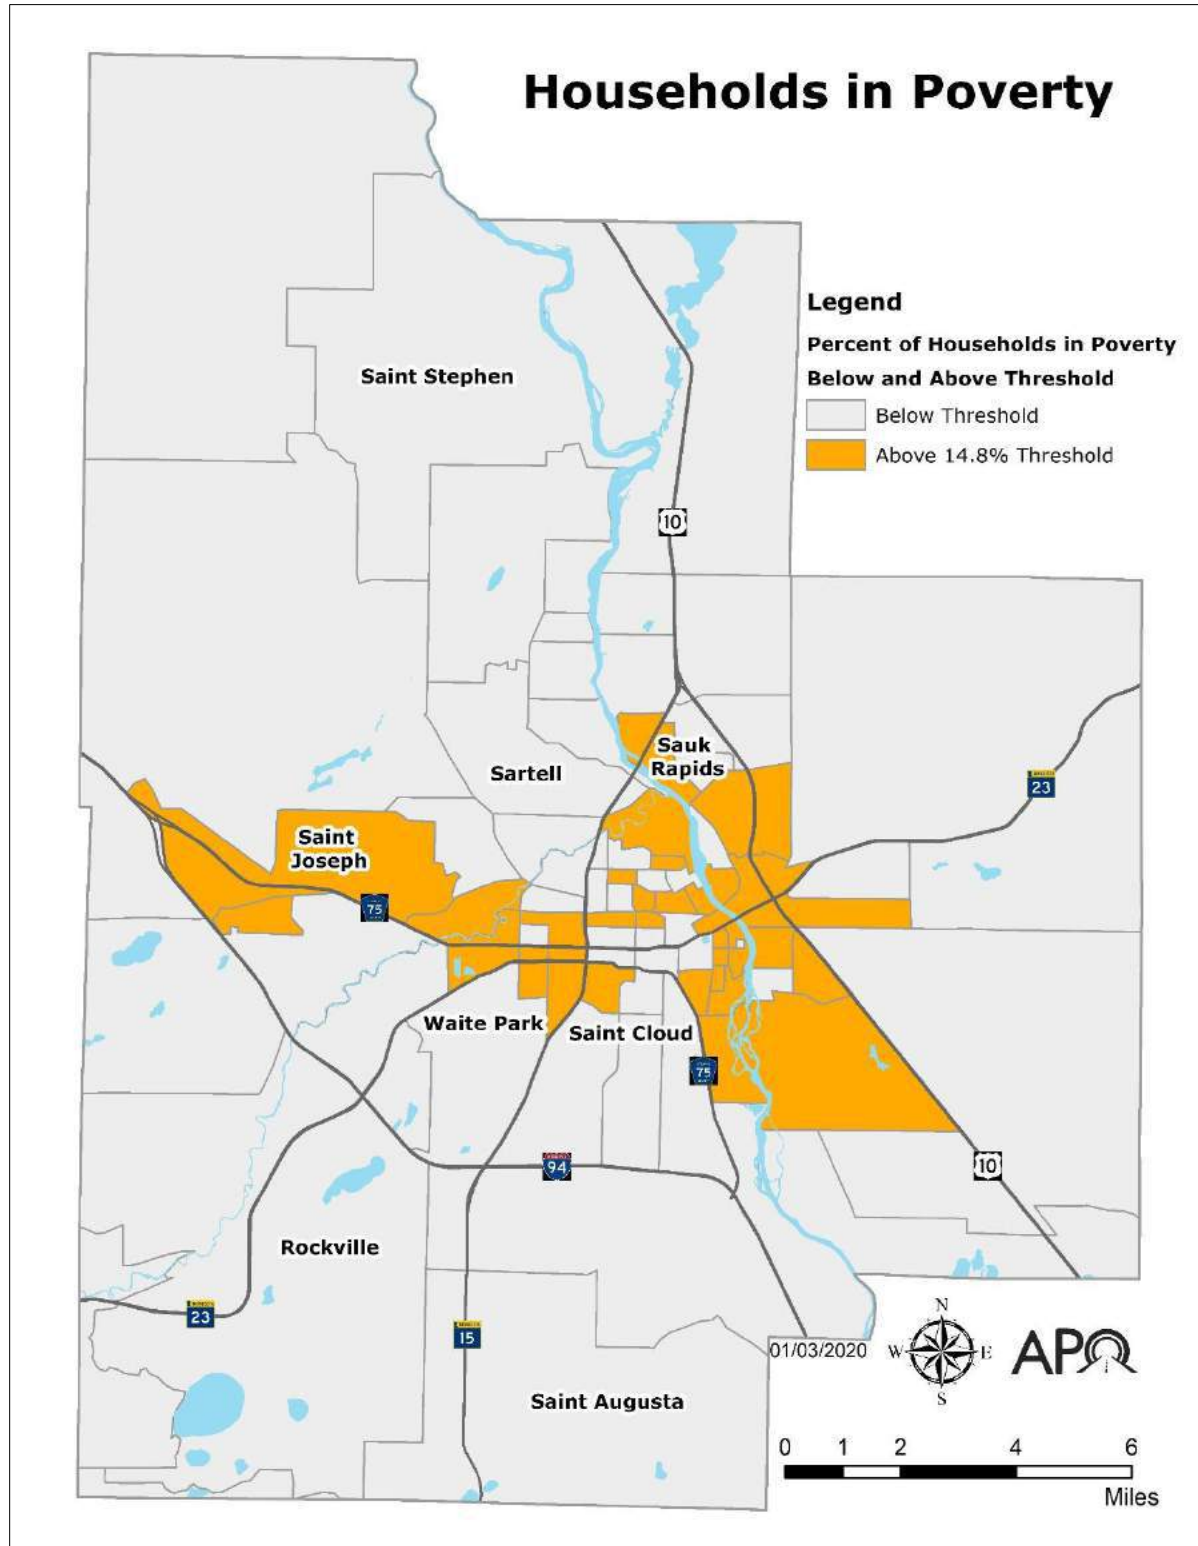 Households in Poverty
Legend
Percent of Households in Poverty
Below and Above Threshold
Below Threshold
Above 14.8% Threshold
Saint Stephen
10
Sauk
Rapids
Sartell
23
Saint
Joseph
75
Waite Park
Saint Cloud
75
94
10
Rockville
23
15
01/03/2020
N
W E
S
APO
Saint Augusta
0 1 2 4 6
Miles